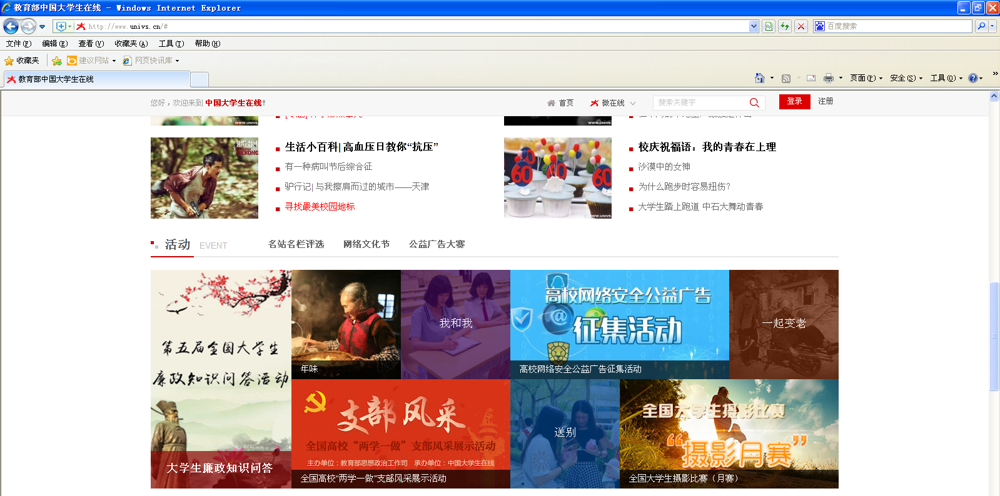 教育部中国大学生在线 - Windows Internet Explorer
http://www.univs.cn/#
百度搜索
文件(F) 编辑(E) 查看(V) 收藏夹(A) 工具(T) 帮助(H)
收藏夹 建议网站 网页快讯库
教育部中国大学生在线
页面(P) 安全(S) 工具(O)
您好，欢迎来到 中国大学生在线！ 首页 微在线 搜索关键字 登录 注册
WWW.UNIVS.
WWW.UNIVS.
生活小百科| 高血压日教你“抗压”
有一种病叫节后综合征
驴行记| 与我擦肩而过的城市——天津
寻找最美校园地标
校庆祝福语：我的青春在上理
沙漠中的女神
为什么跑步时容易扭伤?
大学生踏上跑道 中石大舞动青春
活动 EVENT 名站名栏评选 网络文化节 公益广告大赛
第五届全国大学生
廉政知识问答活动
大学生廉政知识问答
年味
我和我
高校网络安全公益广告
征集活动
高校网络安全公益广告征集活动
一起变老
支部风采
全国高校“两学一做”支部风采展示活动
主办单位：教育部思想政治工作司 承办单位：中国大学生在线
全国高校“两学一做”支部风采展示活动
送别
全国大学生摄影比赛
“摄影月赛”
全国大学生摄影比赛（月赛）